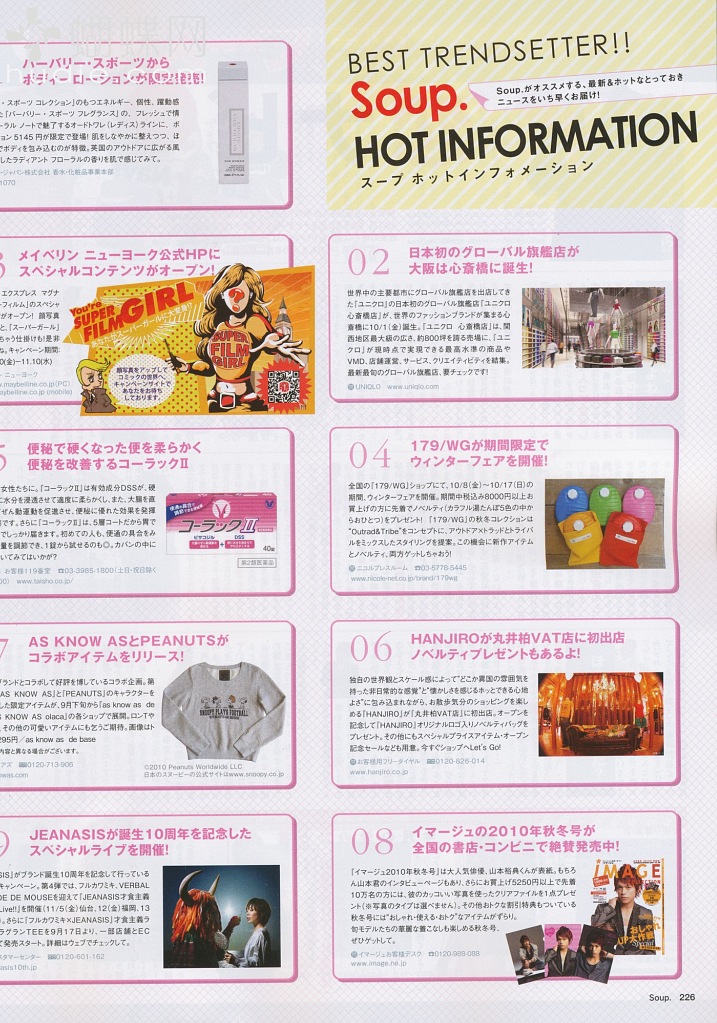 BEST TRENDSETTER!!
Soup.
Soup.がオススメする、最新&ホットなとっておき
ニュースをいち早くお届け!
HOT INFORMATION
スープ ホットインフォメーション
ボディーローションが限定発売!
・スポーツ コレクション」のもつエネルギー、個性、躍動感
5145円が限定で登場! 肌をしなやかに整えつつ、ほ
でボディを包み込むのが特徴。英国のアウトドアに広がる風
したラディアント フローラルの香りを肌で感じてみて。
ージャパン株式会社 香水・化粧品事業本部
1070
メイベリン ニューヨーク公式HPに
スペシャルコンテンツがオープン!
エクスプレス マグナ
ーフィルム」のスペシャ
がオープン! 顔写真
と、「スーパーガール」
ちゃう仕掛けも!是非
ね。キャンペーン期間:
0(金)〜11.10(水)
ー・ニューヨーク
w.maybelline.co.jp(PC)
maybelline.co.jp (mobile)
You're
SUPER
FILM GIRL
SUPER
FILM
GIRL
顔写真をアップして
コミックの世界へ。
キャンペーンサイトで
あなたをお待ち
しております。
02
日本初のグローバル旗艦店が
大阪は心斎橋に誕生!
世界中の主要都市にグローバル旗艦店を出店してき
た「ユニクロ」の日本初のグローバル旗艦店「ユニクロ
心斎橋店」が、世界のファッションブランドが集まる心
斎橋に10/1(金)誕生。「ユニクロ 心斎橋店」は、関
西地区最大級の広さ、約800坪を誇る売場に、「ユニ
クロ」が現時点で実現できる最高水準の商品や
VMD、店舗運営、サービス、クリエイティビティを結集。
最新最旬のグローバル旗艦店、要チェックです!
UNIQLO www.uniqlo.com
5
便秘で硬くなった便を柔らかく
便秘を改善するコーラックⅡ
女性たちに。「コーラックⅡ」は有効成分DSSが、硬
に水分を浸透させて適度に柔らかくし、また、大腸を直
ぜん動運動を促進させ、便秘に優れた効果を発揮
です。さらに「コーラックⅡ」は、5層コートだから胃で
でしっかり届きます。初めての人も、便通の具合をみ
量を調節でき、1錠から試せるのも◎。カバンの中に
いてみてはいかが?
お客様119番室 ☎03-3985-1800(土日・祝日除く
00) www.taisho.co.jp/
コーラックⅡ
ビサコジル
DSS
40錠
第2類医薬品
04
179/WGが期間限定で
ウィンターフェアを開催!
全国の「179/WG」ショップにて、10/8(金)〜10/17(日)の
期間、ウィンターフェアを開催。期間中税込み8000円以上お
買上げの方に先着でノベルティ(カラフル湯たんぽ5色の中か
らおひとつ)をプレゼント! 「179/WG」の秋冬コレクションは
"Outrad&Tribe"をコンセプトに、アウトドア×トラッドとトライバ
ルをミックスしたスタイリングを提案。この機会に新作アイテム
とノベルティ、両方ゲットしちゃおう!
ニコルプレスルーム ☎03-5778-5445
www.nicole-net.co.jp/brand/179wg
7
AS KNOW ASとPEANUTSが
コラボアイテムをリリース!
ブランドとコラボして好評を博しているコラボ企画。第
AS KNOW AS」と「PEANUTS」のキャラクターを
した限定アイテムが、9月下旬から「as know as de
AS KNOW AS olaca」の各ショップで展開。ロンTや
、その他の可愛いアイテムにも乞うご期待。画像はト
295円/as know as de base
内容と異なる場合がございます。
アズ 0120-713-906
owas.com
SNOOPY PLAYS FOOTBALL
©2010 Peanuts Worldwide LLC
日本のスヌーピーの公式サイトはwww.snoopy.co.jp
06
HANJIROが丸井柏VAT店に初出店
ノベルティプレゼントもあるよ!
独自の世界観とスケール感によって"どこか異国の雰囲気を
持った非日常的な感覚"と"懐かしさを感じるホッとできる心地
よさ"に包み込まれながら、お散歩気分のショッピングを楽し
める「HANJIRO」が「丸井柏VAT店」に初出店。オープンを記
念して「HANJIRO」オリジナルロゴ入りノベルティバッグを
プレゼント。その他にもスペシャルプライスアイテム・オープン
記念セールなども用意。今すぐショップへLet's Go!
お客様用フリーダイヤル 0120-826-014
www.hanjiro.co.jp
9
JEANASISが誕生10周年を記念した
スペシャルライブを開催!
SIS」がブランド誕生10周年を記念して行っている
キャンペーン。第4弾では、フルカワミキ、VERBAL
DE DE MOUSEを迎えて「JEANASIS才食主義
Live!!」を開催(11/5(金)仙台、12(金)福岡、13
)。さらに、「フルカワミキ×JEANASIS」才食主義ラ
ラグランTEEを9月17日より、一部店舗とEC
て発売スタート。詳細はウェブでチェックして。
スタマーセンター 0120-601-162
asis10th.jp
08
イマージュの2010年秋冬号が
全国の書店・コンビニで絶賛発売中!
「イマージュ2010年秋冬号」は大人気俳優、山本裕典くんが表紙。もちろ
ん山本君のインタビューページもあり、さらにお買上げ5250円以上で先着
10万名の方には、彼のカッコいい写真を使ったクリアファイルを1点プレゼ
ント(※写真のタイプは選べません)。その他おトクな割引特典もついている
秋冬号には"おしゃれ・使える・おトク"なアイテムがずらり。
旬モデルたちの華麗な着こなしも楽しめる秋冬号、
ぜひゲットして。
イマージュお客様デスク 0120-988-088
www.image.ne.jp
IMAGE
おしゃれ
UP大作戦
Special
Soup. 226